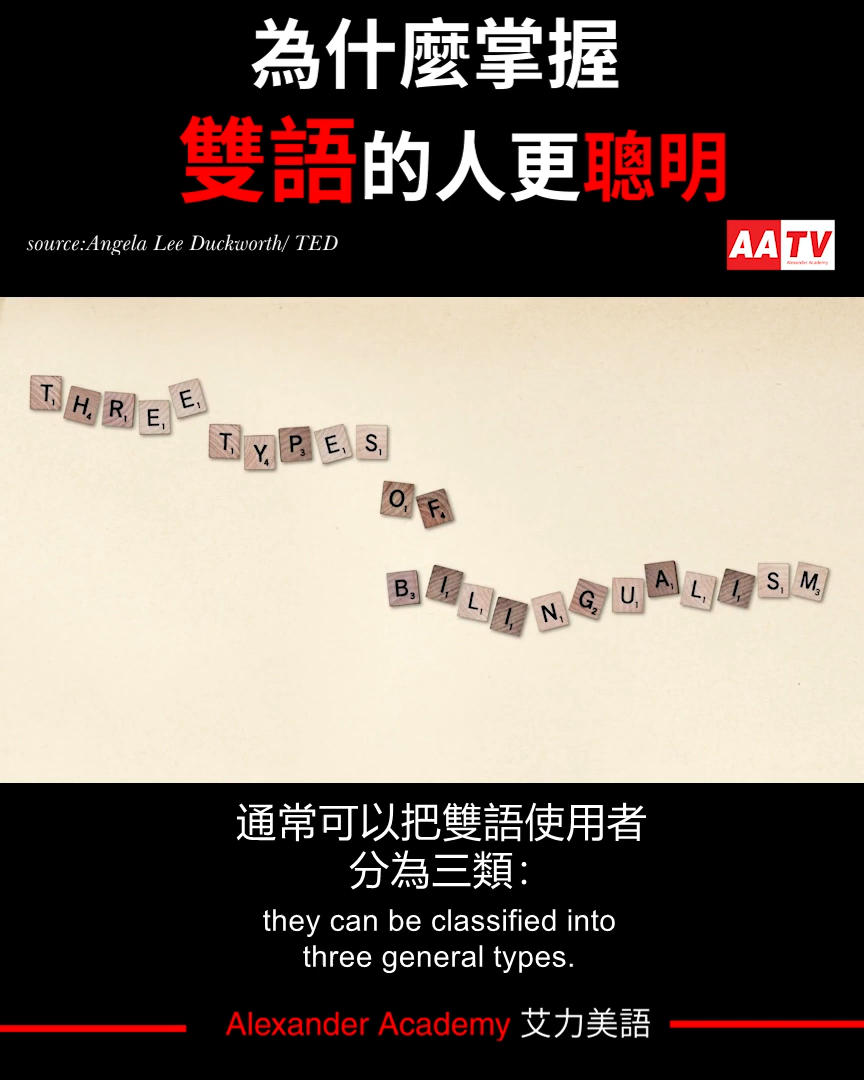 為什麼掌握
雙語的人更聰明
source:Angela Lee Duckworth/ TED
AATV
Alexander Academy
THREE
TYPES
OF
BILINGUALISM
通常可以把雙語使用者
分為三類：
they can be classified into
three general types.
Alexander Academy 艾力美語